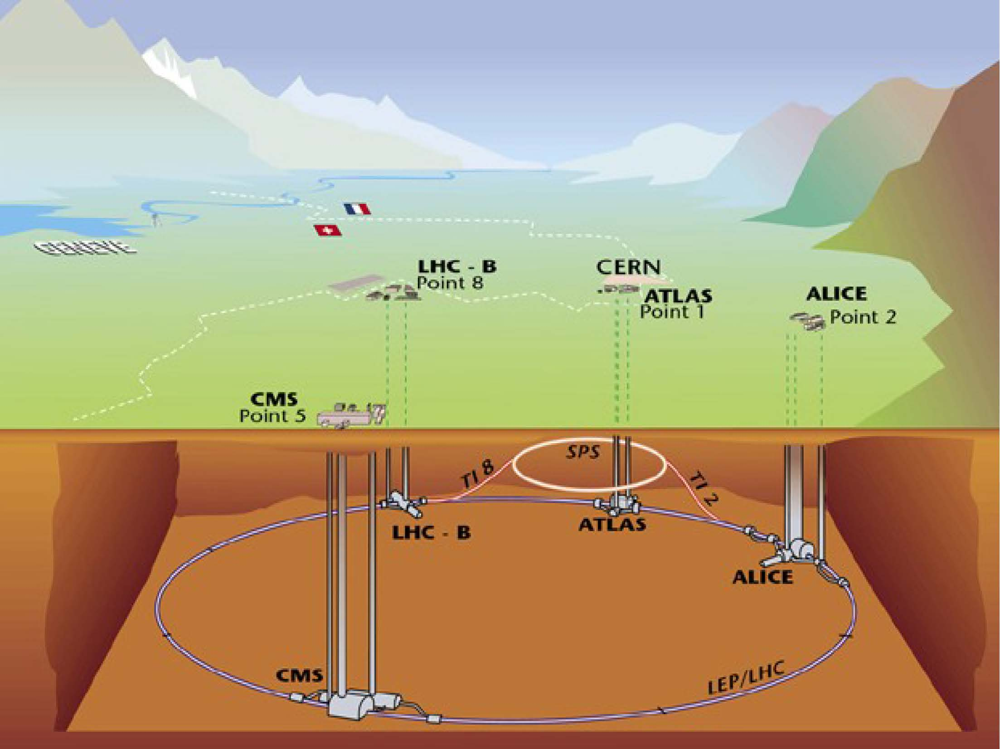 GENEVE
LHC - B
Point 8
CERN
ATLAS
Point 1
ALICE
Point 2
CMS
Point 5
SPS
TI 8
TI 2
LHC - B
ATLAS
ALICE
CMS
LEP/LHC